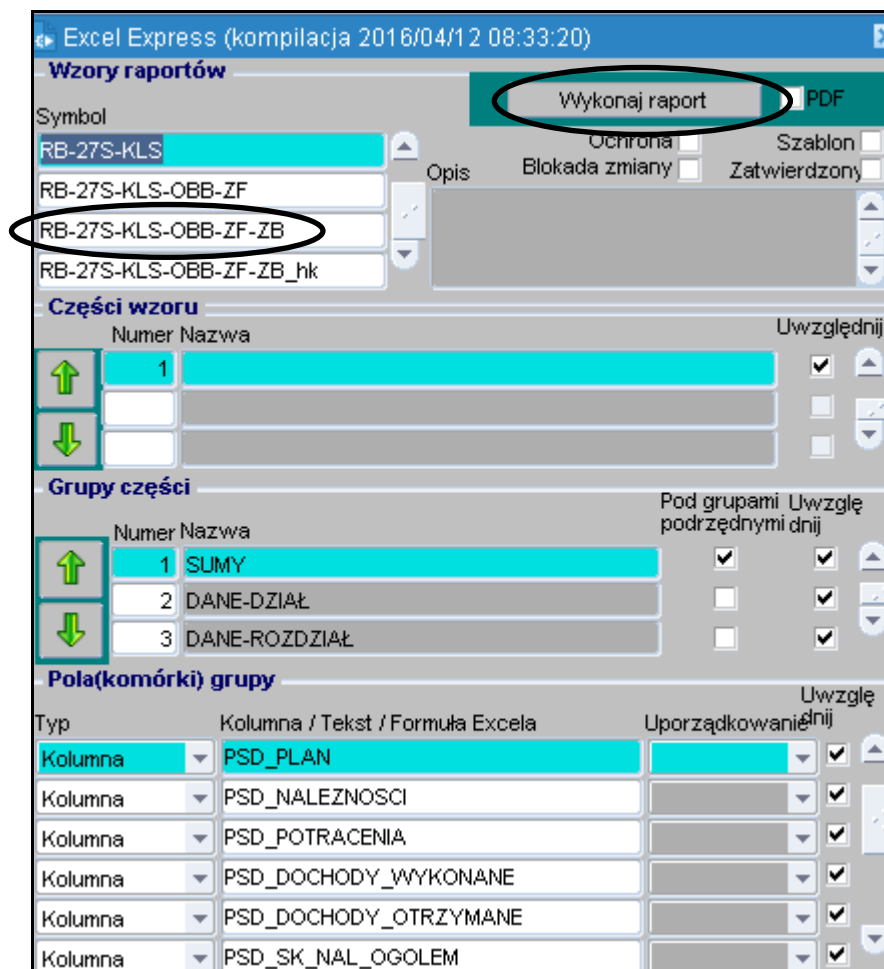 Excel Express (kompilacja 2016/04/12 08:33:20)
Wzory raportów
Wykonaj raport PDF
Symbol
Ochrona Szablon
Opis Blokada zmiany Zatwierdzony
RB-27S-KLS
RB-27S-KLS-OBB-ZF
RB-27S-KLS-OBB-ZF-ZB
RB-27S-KLS-OBB-ZF-ZB_hk
Części wzoru
Numer Nazwa Uwzględnij
1
Grupy części
Pod grupami Uwzglę
Numer Nazwa podrzędnymi dnij
1 SUMY
2 DANE-DZIAŁ
3 DANE-ROZDZIAŁ
Pola(komórki) grupy
Uwzglę
Typ Kolumna / Tekst / Formuła Excela Uporządkowanie dnij
Kolumna PSD_PLAN
Kolumna PSD_NALEZNOSCI
Kolumna PSD_POTRACENIA
Kolumna PSD_DOCHODY_WYKONANE
Kolumna PSD_DOCHODY_OTRZYMANE
Kolumna PSD_SK_NAL_OGOLEM